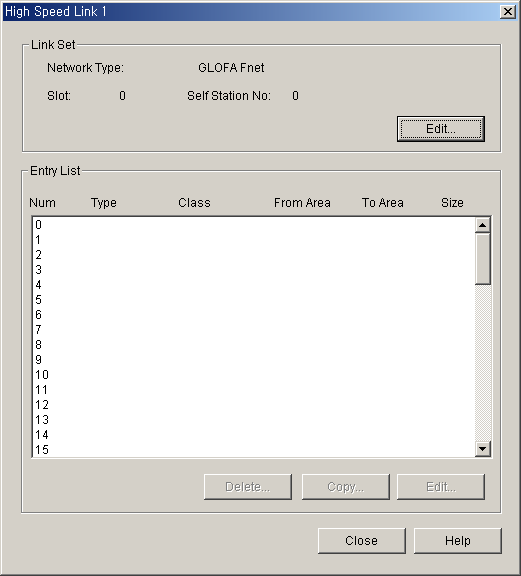 High Speed Link 1
Link Set
Network Type: GLOFA Fnet
Slot: 0 Self Station No: 0
Edit...
Entry List
Num Type Class From Area To Area Size
0
1
2
3
4
5
6
7
8
9
10
11
12
13
14
15
Delete... Copy... Edit...
Close Help